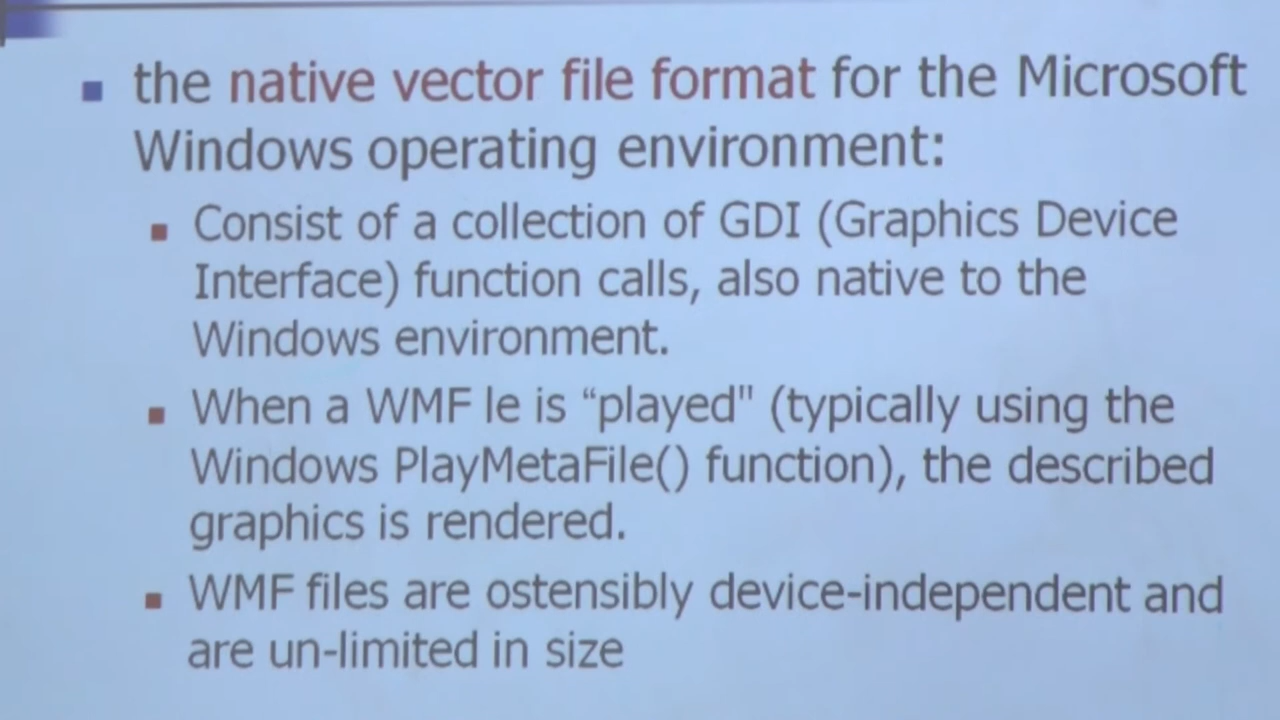 the native vector file format for the Microsoft
Windows operating environment:
Consist of a collection of GDI (Graphics Device
Interface) function calls, also native to the
Windows environment.
When a WMF le is “played" (typically using the
Windows PlayMetaFile() function), the described
graphics is rendered.
WMF files are ostensibly device-independent and
are un-limited in size